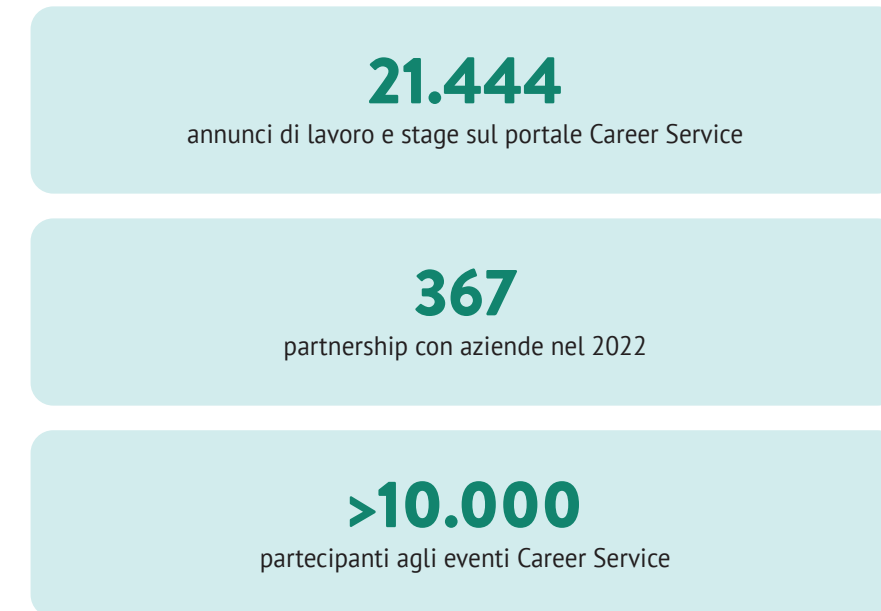 21.444
annunci di lavoro e stage sul portale Career Service
367
partnership con aziende nel 2022
>10.000
partecipanti agli eventi Career Service